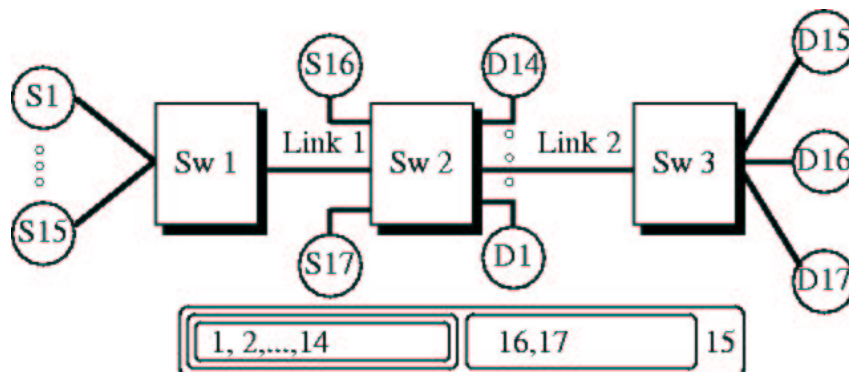 D15
S16 D14
S1
Link 1 Link 2
Sw 1 Sw 2 Sw 3 D16
S15
S17 D1 D17
1, 2,...,14 16,17 15